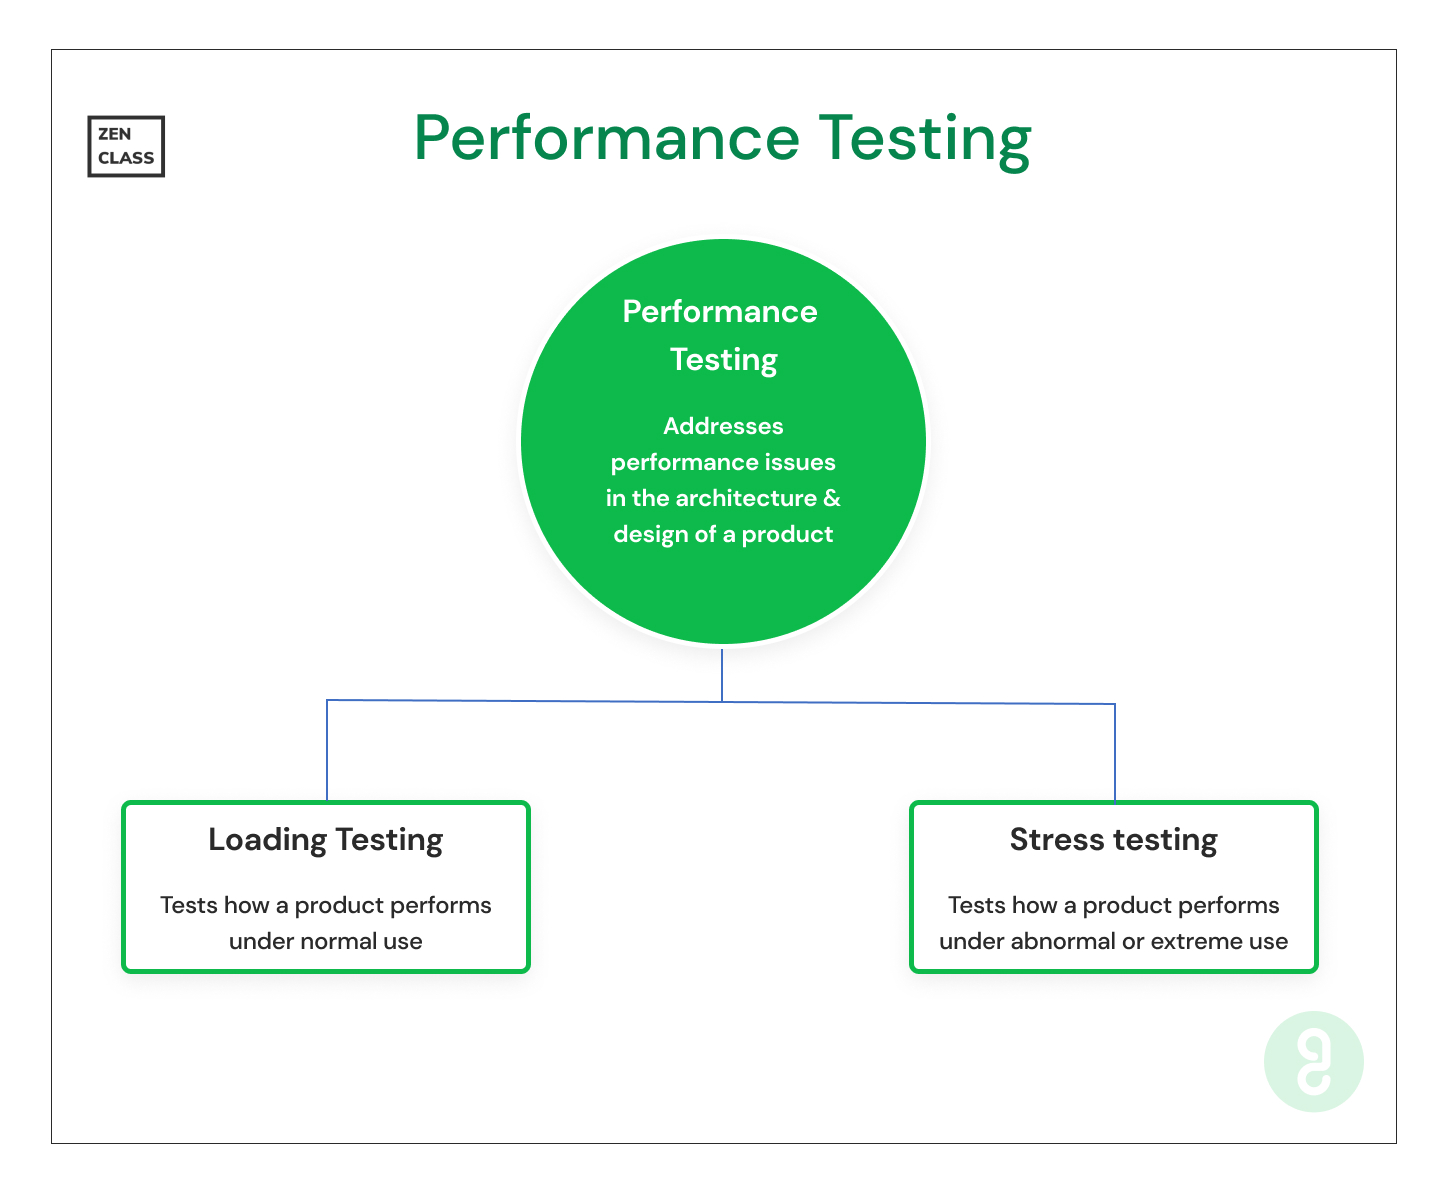 ZEN
CLASS
Performance Testing
Performance
Testing
Addresses
performance issues
in the architecture &
design of a product
Loading Testing
Tests how a product performs
under normal use
Stress testing
Tests how a product performs
under abnormal or extreme use